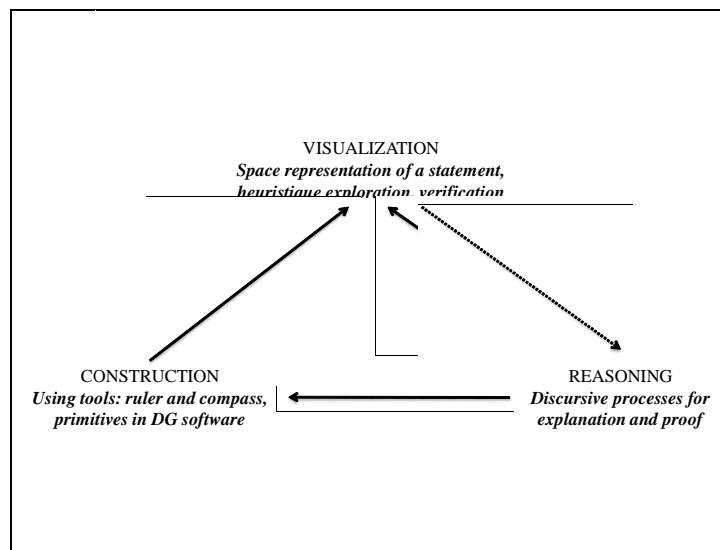 VISUALIZATION
Space representation of a statement,
heuristique exploration, verification
CONSTRUCTION
Using tools: ruler and compass,
primitives in DG software
REASONING
Discursive processes for
explanation and proof